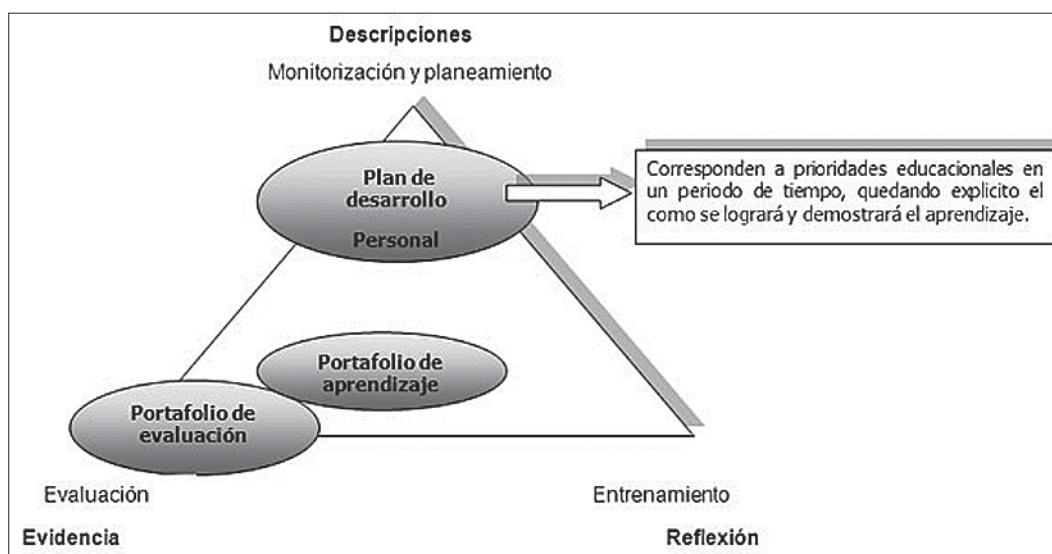 Descripciones
Monitorización y planeamiento
Plan de
desarrollo
Personal
Corresponden a prioridades educacionales en
un periodo de tiempo, quedando explicito el
como se logrará y demostrará el aprendizaje.
Portafolio de
aprendizaje
Portafolio de
evaluación
Evaluación
Entrenamiento
Evidencia
Reflexión